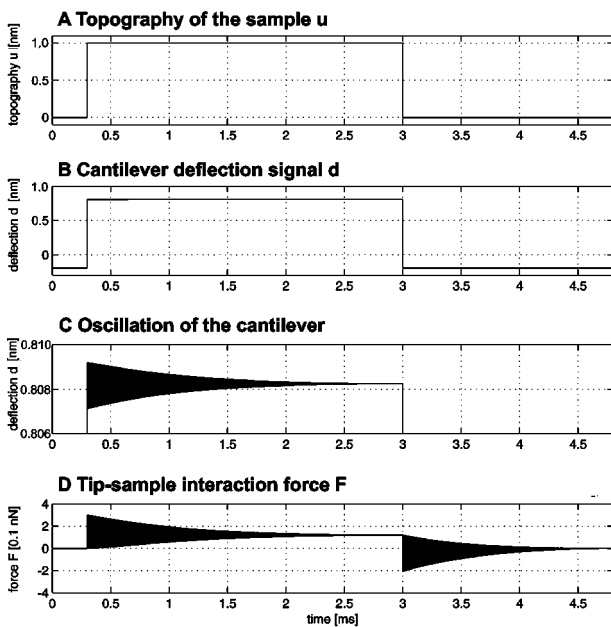 A Topography of the sample u
topography u [nm]
1.0
0.5
0
0 0.5 1 1.5 2 2.5 3 3.5 4 4.5
B Cantilever deflection signal d
deflection d [nm]
1.0
0.5
0
0 0.5 1 1.5 2 2.5 3 3.5 4 4.5
C Oscillation of the cantilever
deflection d [nm]
0.810
0.808
0.806
0 0.5 1 1.5 2 2.5 3 3.5 4 4.5
D Tip-sample interaction force F
force F [0.1 nN]
4
2
0
-2
-4
0 0.5 1 1.5 2 2.5 3 3.5 4 4.5
time [ms]